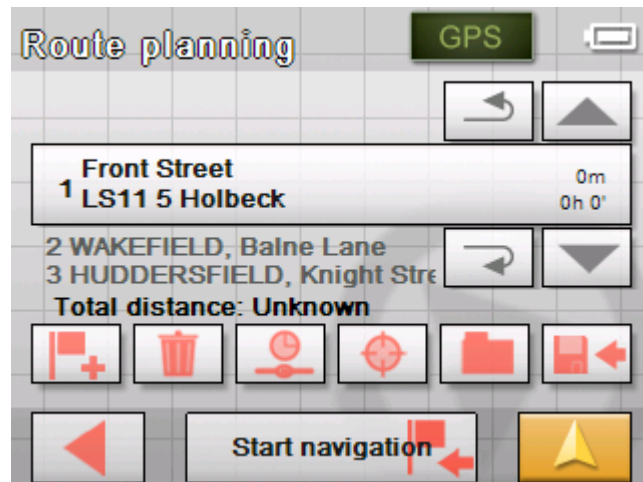 Route planning
GPS
1 Front Street
LS11 5 Holbeck
0m
0h 0'
2 WAKEFIELD, Balne Lane
3 HUDDERSFIELD, Knight Stre
Total distance: Unknown
Start navigation